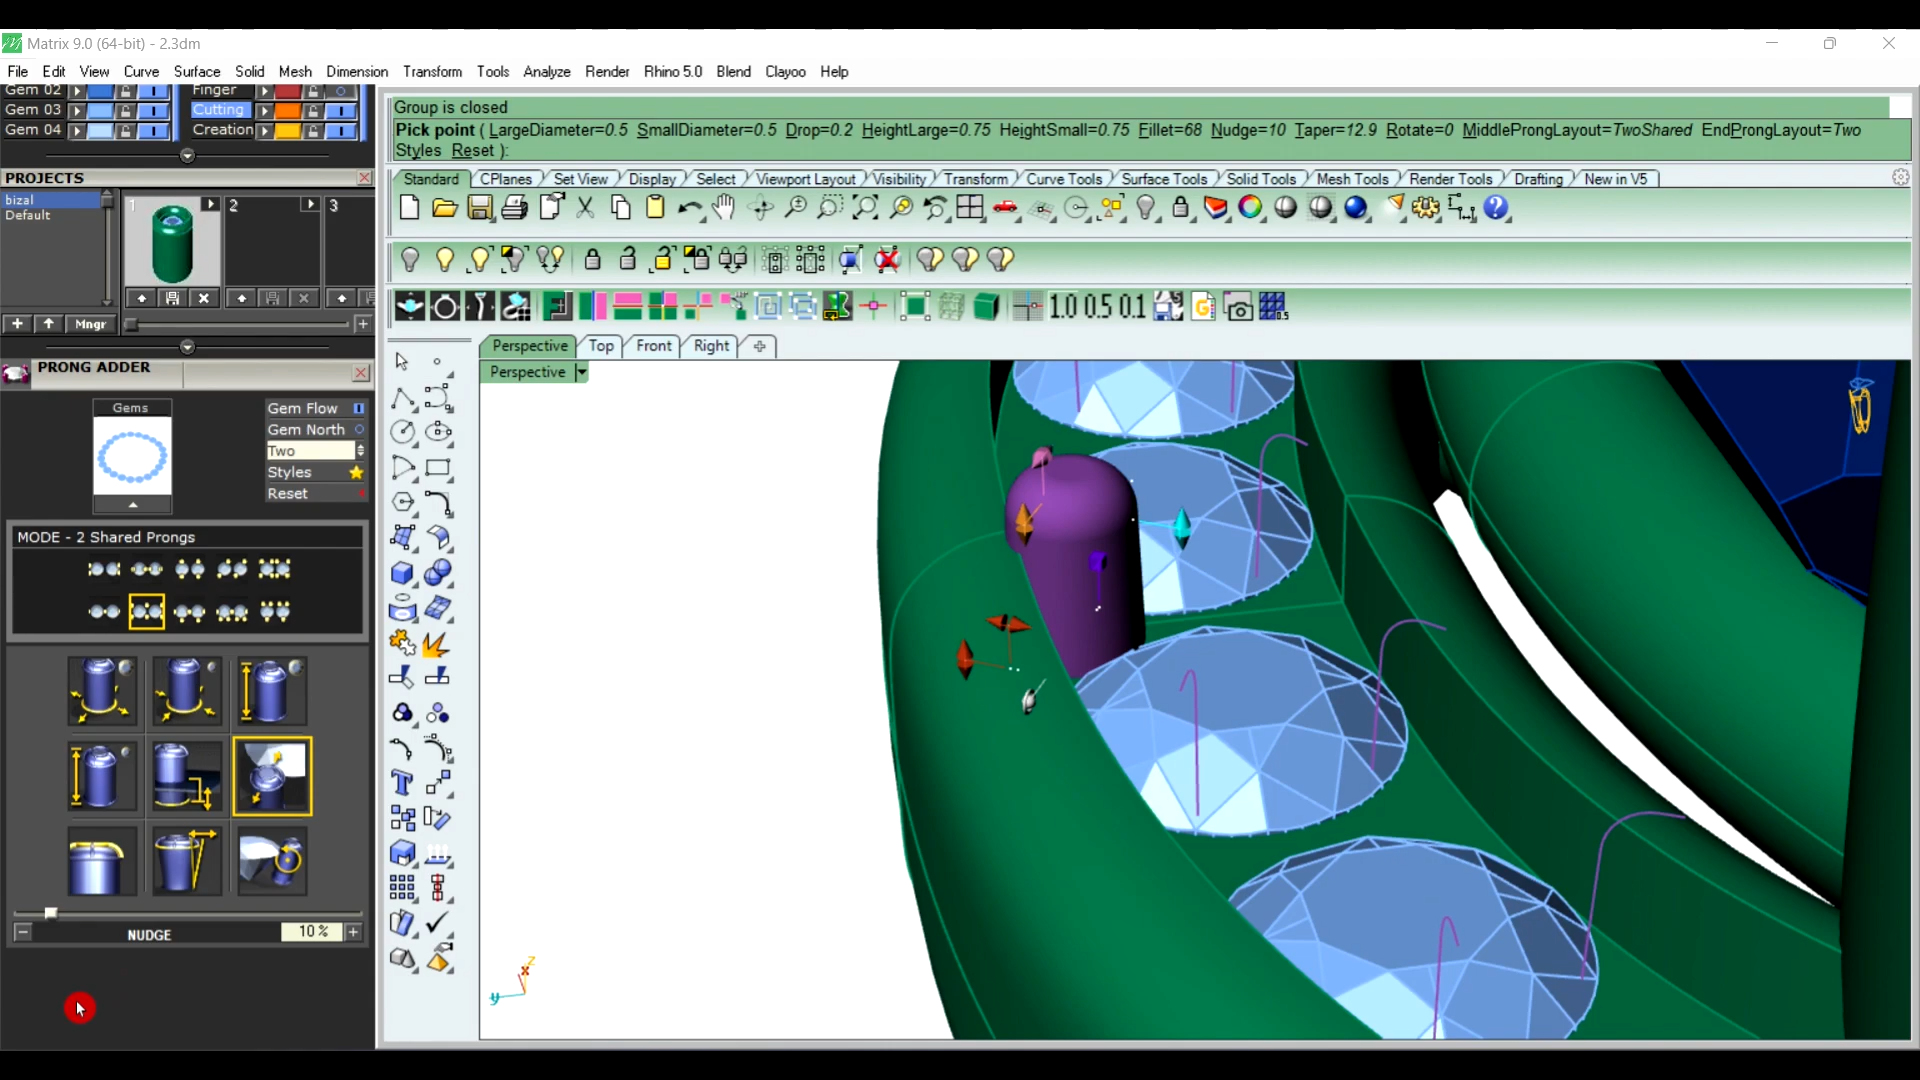 Matrix 9.0 (64-bit) - 2.3dm
File Edit View Curve Surface Solid Mesh Dimension Transform Tools Analyze Render Rhino 5.0 Blend Clayoo Help
Gem 02 Finger
Gem 03 Cutting
Gem 04 Creation
Group is closed
Pick point ( LargeDiameter=0.5 SmallDiameter=0.5 Drop=0.2 HeightLarge=0.75 HeightSmall=0.75 Fillet=68 Nudge=10 Taper=12.9 Rotate=0 MiddleProngLayout=TwoShared EndProngLayout=Two
Styles Reset ):
PROJECTS
bizal
Default
1 2 3
Mngr
Standard CPlanes Set View Display Select Viewport Layout Visibility Transform Curve Tools Surface Tools Solid Tools Mesh Tools Render Tools Drafting New in V5
1.0 0.5 0.1
0.5
Perspective Top Front Right
Perspective
PRONG ADDER
Gems
Gem Flow
Gem North
Two
Styles
Reset
MODE - 2 Shared Prongs
NUDGE 10 %
z
x
y